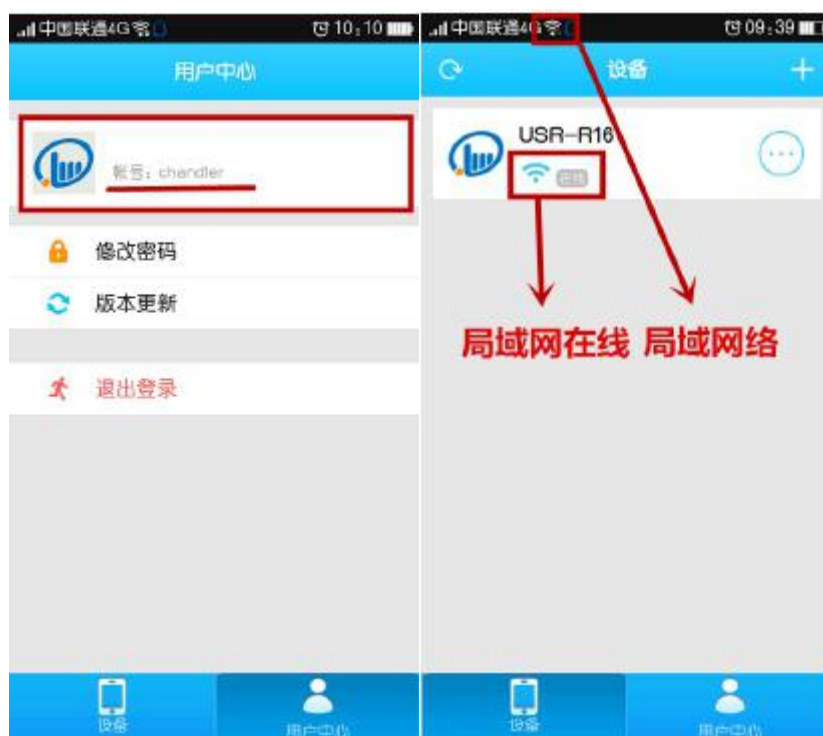 中国联通4G
10:10
用户中心
帐号：chandler
修改密码
版本更新
退出登录
设备
用户中心
中国联通4G
09:39
设备
USR-R16
在线
局域网在线 局域网络
设备
用户中心